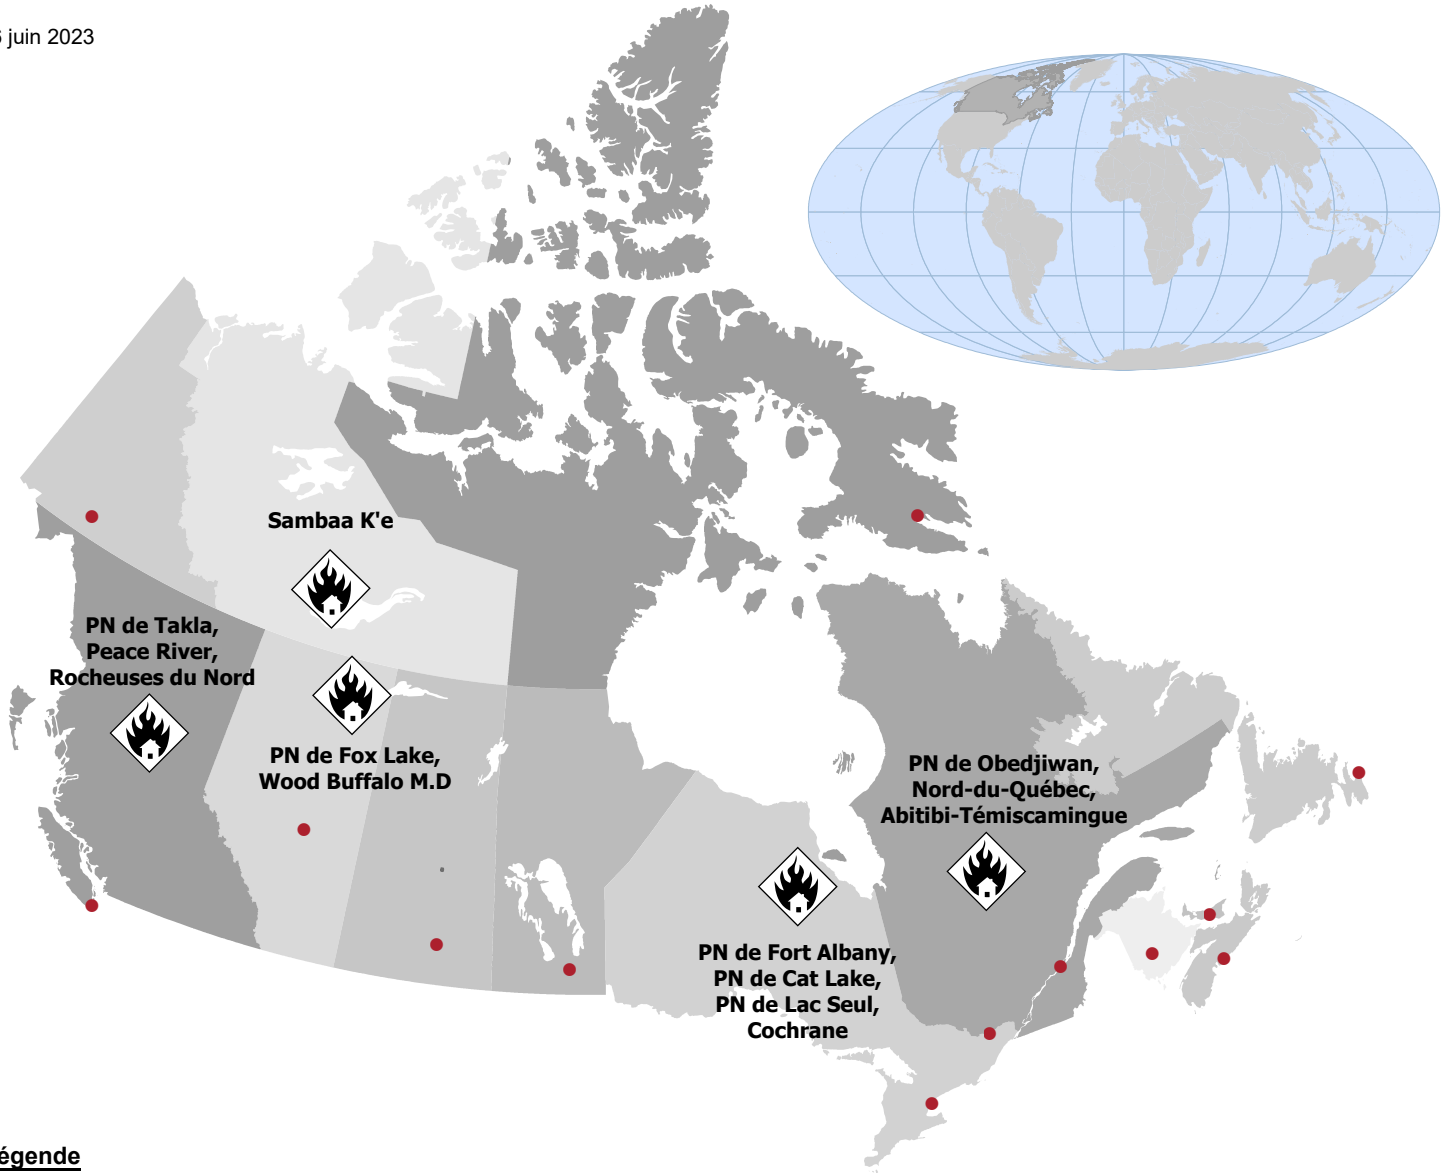 juin 2023
Sambaa K'e
PN de Takla,
Peace River,
Rocheuses du Nord
PN de Fox Lake,
Wood Buffalo M.D
PN de Obedjiwan,
Nord-du-Québec,
Abitibi-Témiscamingue
PN de Fort Albany,
PN de Cat Lake,
PN de Lac Seul,
Cochrane
égende